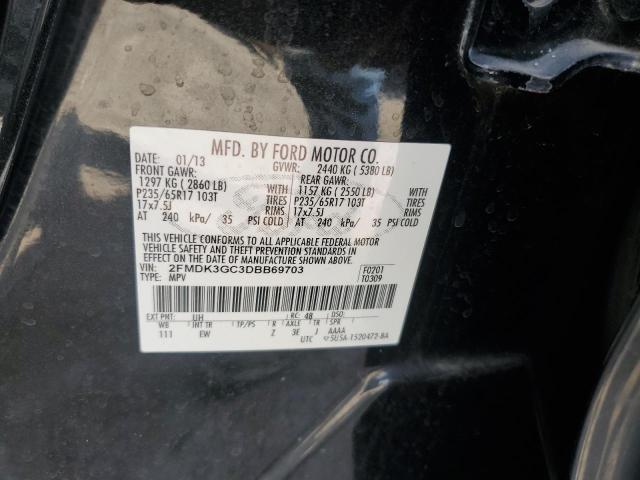 MFD. BY FORD MOTOR CO.
DATE: 01/13 GVWR: 2440 KG ( 5380 LB)
FRONT GAWR: REAR GAWR:
1297 KG ( 2860 LB) 1157 KG ( 2550 LB)
P235/65R17 103T TIRES P235/65R17 103T TIRES
17x7.5J RIMS 17x7.5J RIMS
AT 240 kPa/ 35 PSI COLD AT 240 kPa/ 35 PSI COLD
THIS VEHICLE CONFORMS TO ALL APPLICABLE FEDERAL MOTOR
VEHICLE SAFETY AND THEFT PREVENTION STANDARDS IN
EFFECT ON THE DATE OF MANUFACTURE SHOWN ABOVE.
VIN: 2FMDK3GC3DBB69703 F0201
TYPE: MPV T0309
EXT PNT: UH RC: 48 DSO:
WB INT TR TP/PS R AXLE TR SPR
111 EW Z 3E J AAAA
UTC 5U5A-1520472-BA